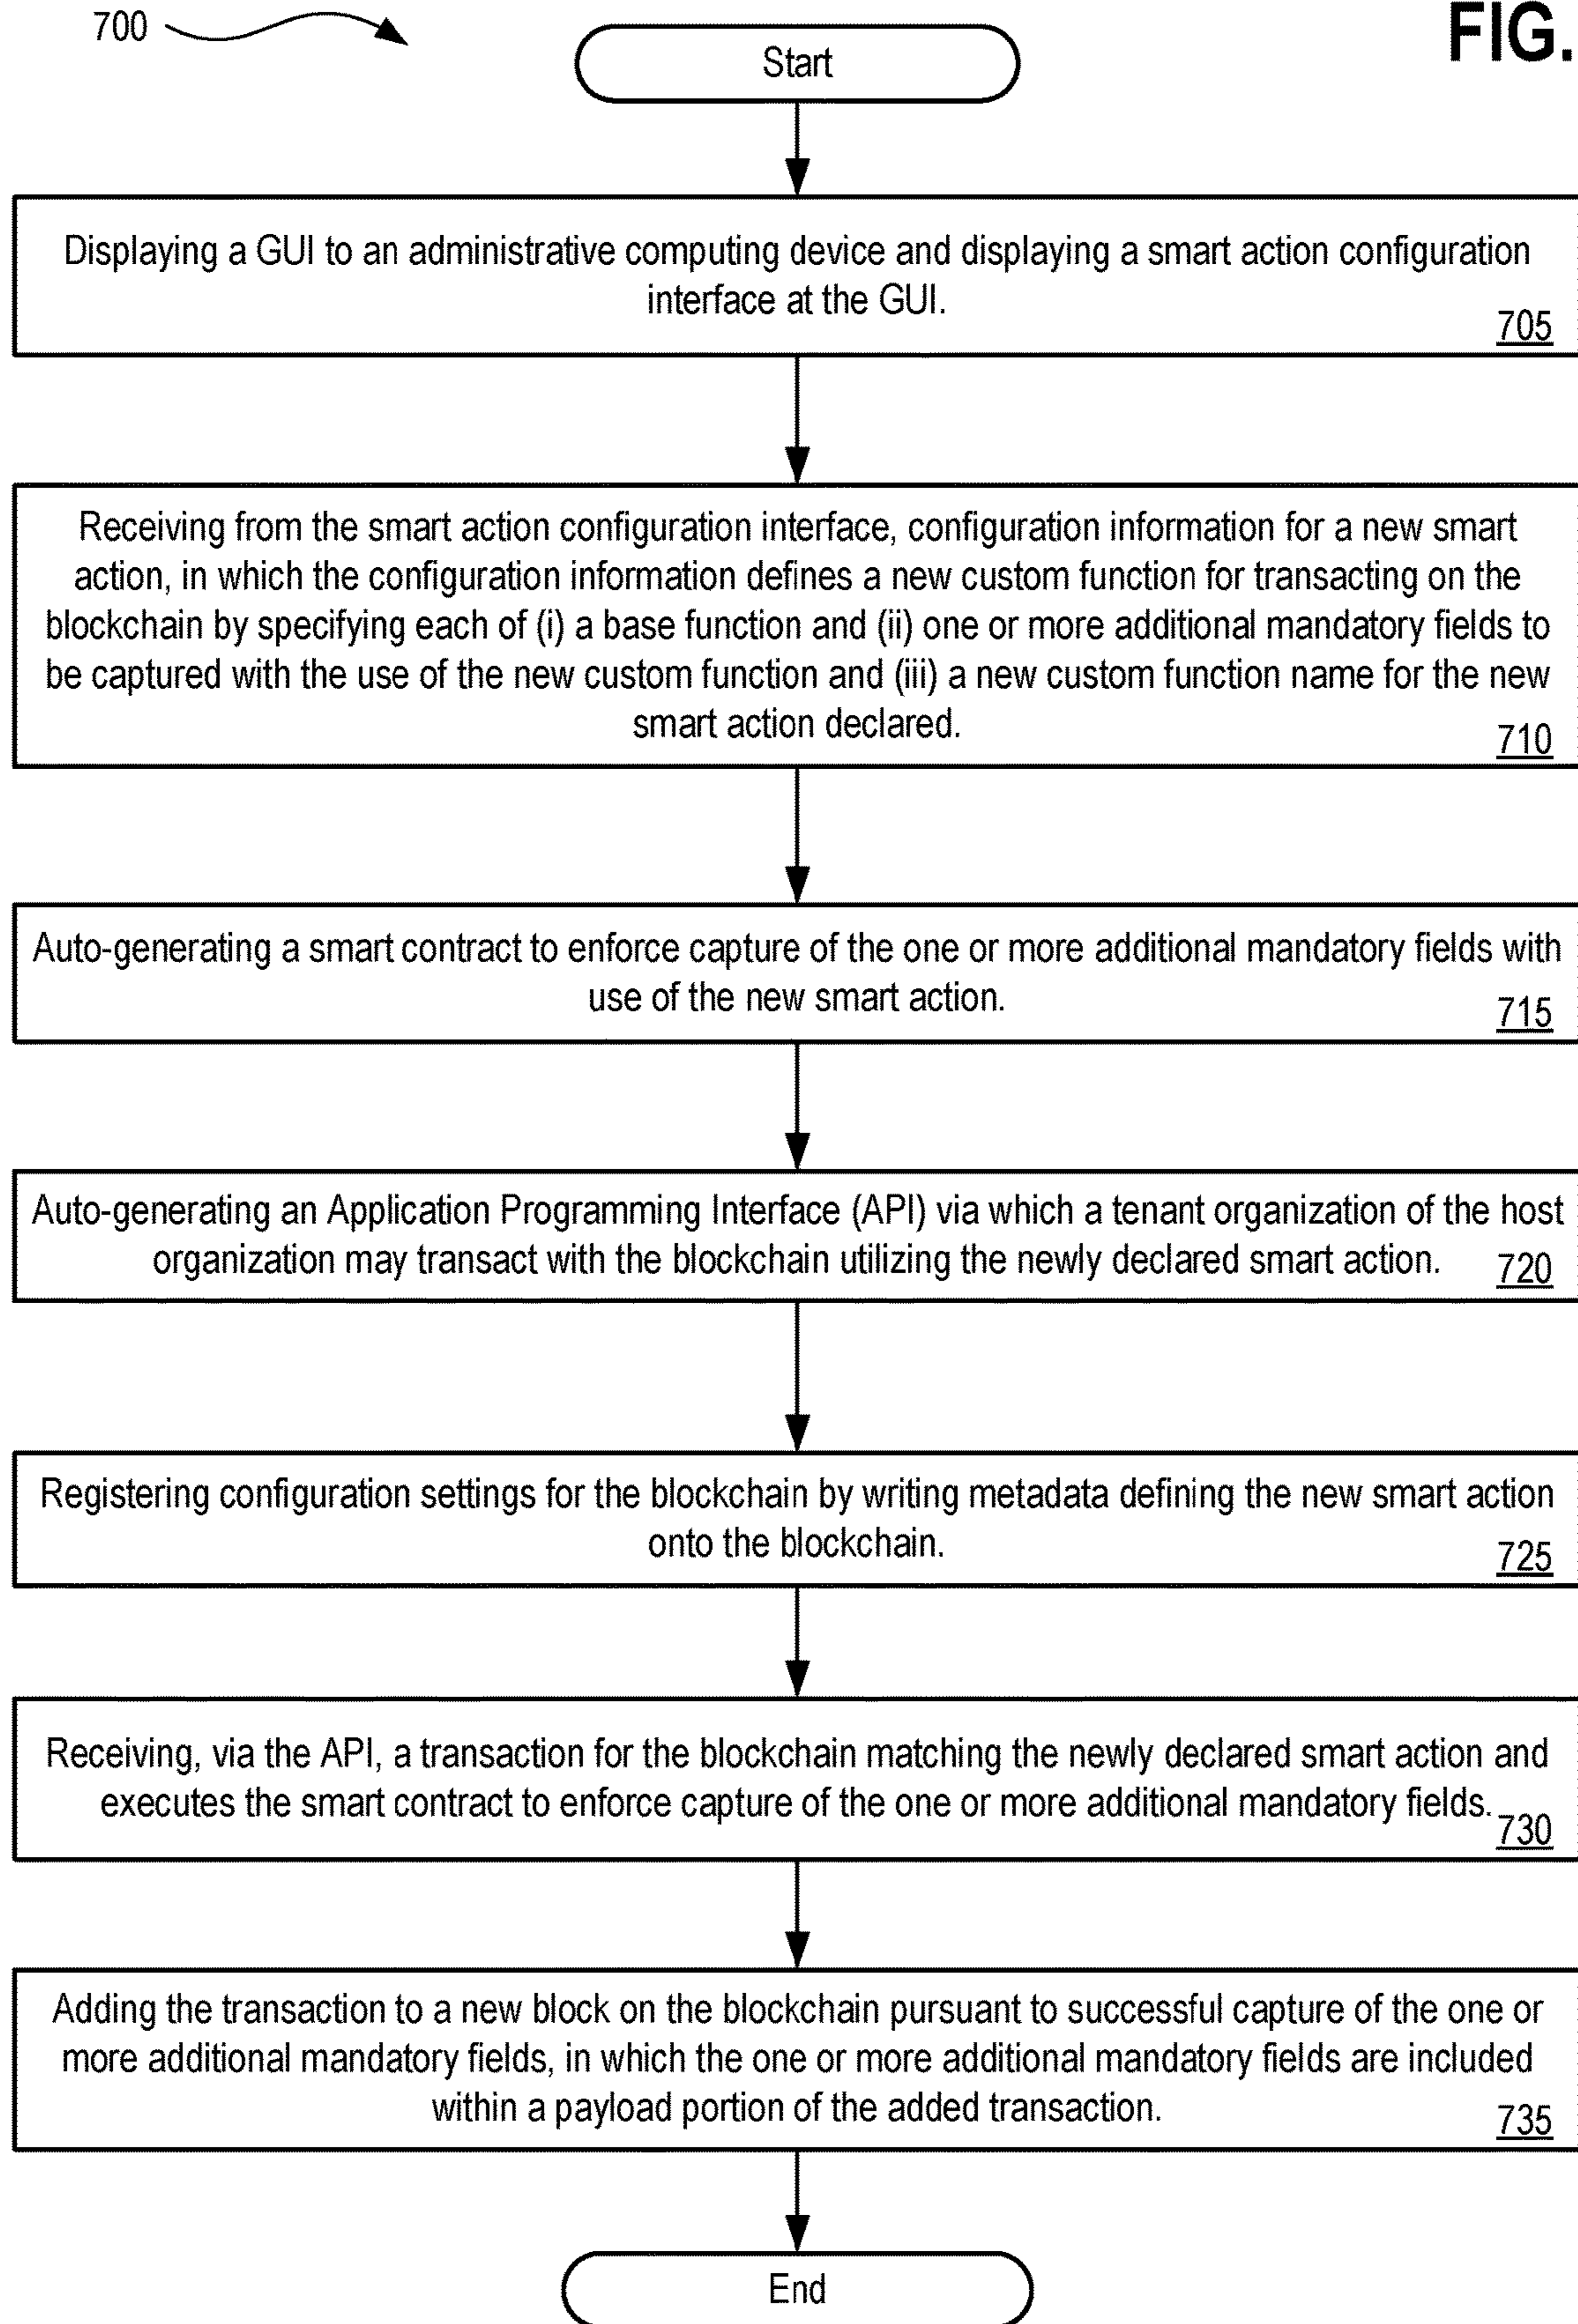 700
FIG.
Start
Displaying a GUI to an administrative computing device and displaying a smart action configuration
interface at the GUI.
705
Receiving from the smart action configuration interface, configuration information for a new smart
action, in which the configuration information defines a new custom function for transacting on the
blockchain by specifying each of (i) a base function and (ii) one or more additional mandatory fields to
be captured with the use of the new custom function and (iii) a new custom function name for the new
smart action declared.
710
Auto-generating a smart contract to enforce capture of the one or more additional mandatory fields with
use of the new smart action.
715
Auto-generating an Application Programming Interface (API) via which a tenant organization of the host
organization may transact with the blockchain utilizing the newly declared smart action.
720
Registering configuration settings for the blockchain by writing metadata defining the new smart action
onto the blockchain.
725
Receiving, via the API, a transaction for the blockchain matching the newly declared smart action and
executes the smart contract to enforce capture of the one or more additional mandatory fields.
730
Adding the transaction to a new block on the blockchain pursuant to successful capture of the one or
more additional mandatory fields, in which the one or more additional mandatory fields are included
within a payload portion of the added transaction.
735
End